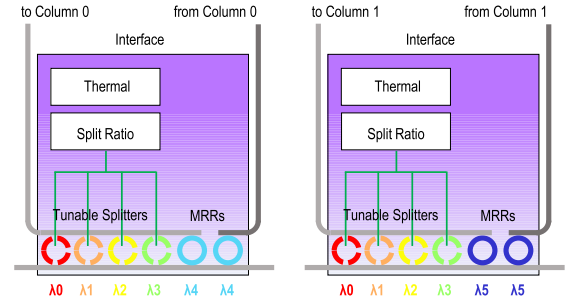 to Column 0 from Column 0
Interface
Thermal
Split Ratio
Tunable Splitters MRRs
λ0 λ1 λ2 λ3 λ4 λ4
to Column 1 from Column 1
Interface
Thermal
Split Ratio
Tunable Splitters MRRs
λ0 λ1 λ2 λ3 λ5 λ5